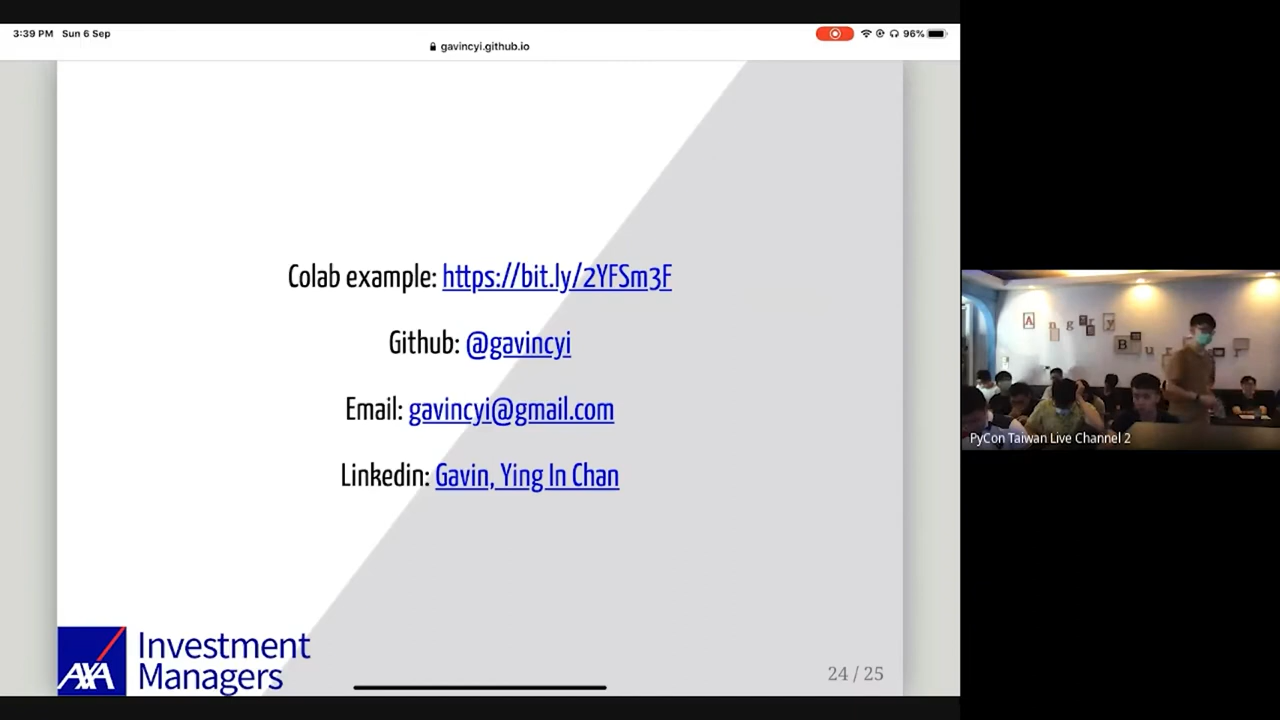 3:39 PM Sun 6 Sep
96%
gavincyi.github.io
Colab example: https://bit.ly/2YFSm3F
Github: @gavincyi
Email: gavincyi@gmail.com
Linkedin: Gavin, Ying In Chan
AXA
Investment
Managers
24 / 25
A n g r y
B u
PyCon Taiwan Live Channel 2